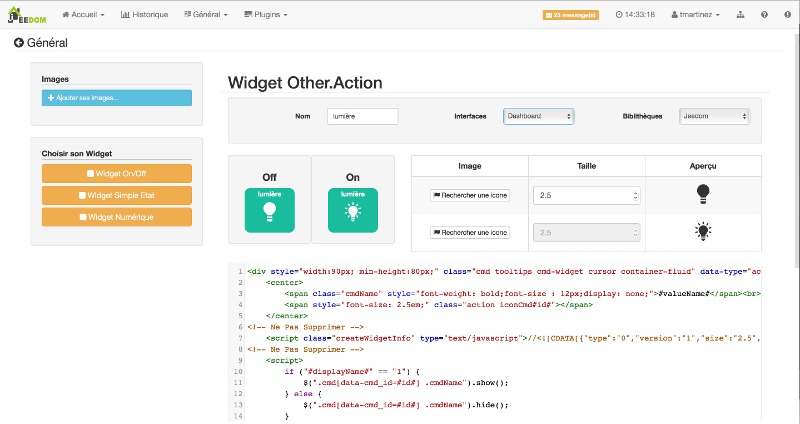 JEEDOM
Accueil
Historique
Général
Plugins
23 message(s)
14:33:18
tmartinez
Général
Images
Ajouter ses images...
Choisir son Widget
Widget On/Off
Widget Simple Etat
Widget Numérique
Widget Other.Action
Nom
lumière
Interfaces
Dashboard
Biblithèques
Jeedom
Off
lumière
On
lumière
Image
Taille
Aperçu
Rechercher une icone
2.5
Rechercher une icone
2.5
1 <div style="width:90px; min-height:80px;" class="cmd tooltips cmd-widget cursor container-fluid" data-type="ac
2 <center>
3 <span class="cmdName" style="font-weight: bold;font-size : 12px;display: none;">#valueName#</span><br>
4 <span style="font-size: 2.5em;" class="action iconCmd#id#"></span>
5 </center>
6 <!-- Ne Pas Supprimer -->
7 <script class="createWidgetInfo" type="text/javascript">//<![CDATA[{"type":"0","version":"1","size":"2.5",
8 <!-- Ne Pas Supprimer -->
9 <script>
10 if ("#displayName#" == "1") {
11 $(".cmd[data-cmd_id=#id#] .cmdName").show();
12 } else {
13 $(".cmd[data-cmd_id=#id#] .cmdName").hide();
14 }